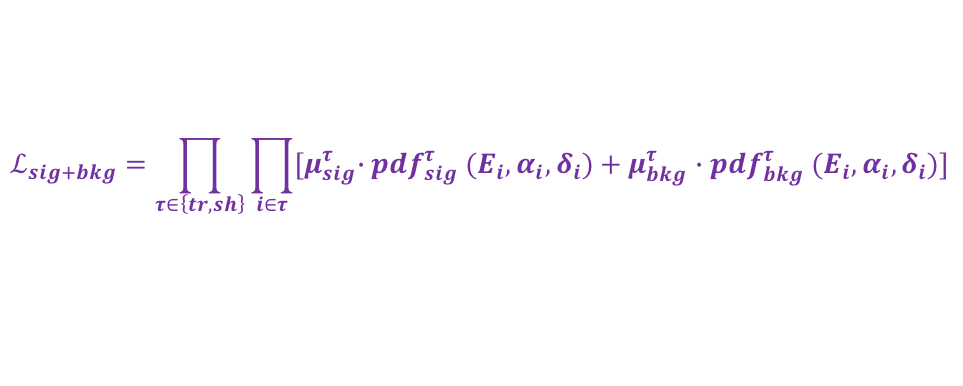 ℒ_{sig+bkg} = ∏_{τ∈{tr,sh}} ∏_{i∈τ} [μ^τ_{sig} · pdf^τ_{sig} (E_i, α_i, δ_i) + μ^τ_{bkg} · pdf^τ_{bkg} (E_i, α_i, δ_i)]